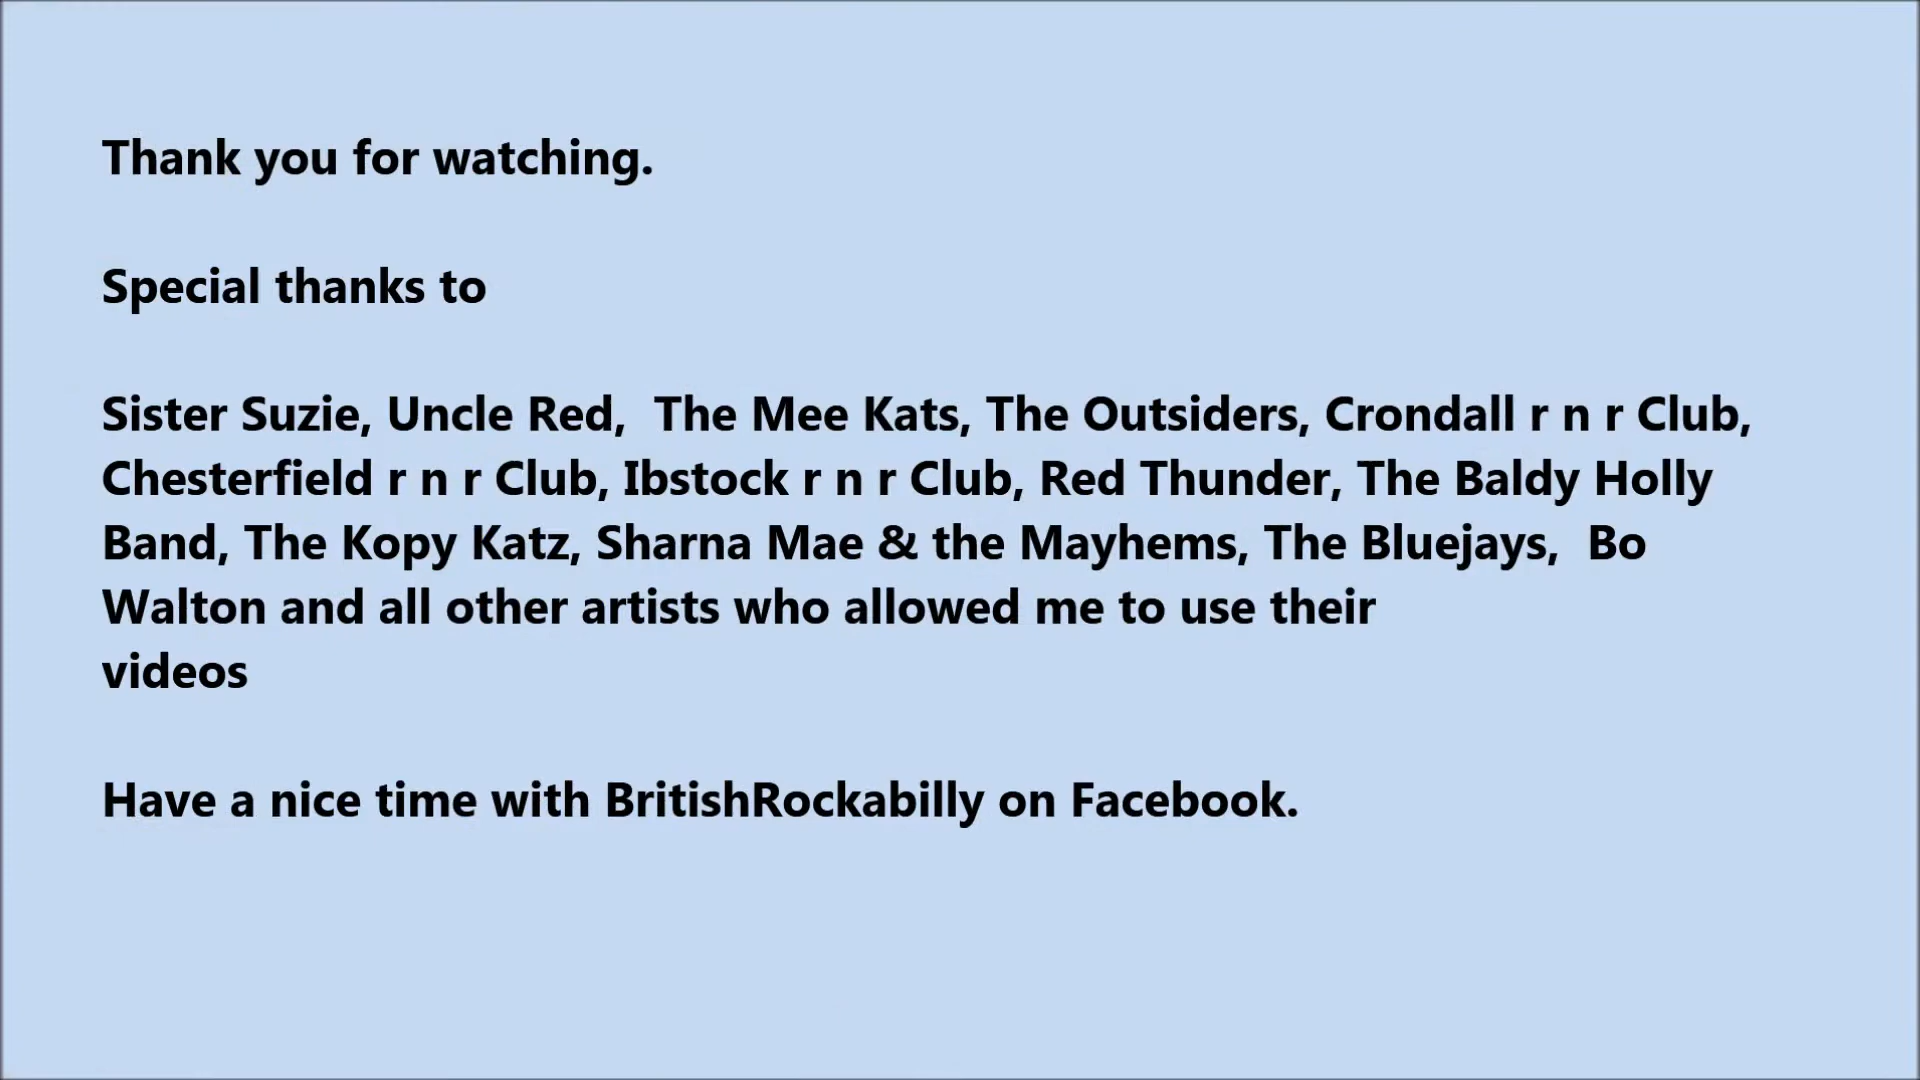 Thank you for watching.
Special thanks to
Sister Suzie, Uncle Red,  The Mee Kats, The Outsiders, Crondall r n r Club,
Chesterfield r n r Club, Ibstock r n r Club, Red Thunder, The Baldy Holly
Band, The Kopy Katz, Sharna Mae & the Mayhems, The Bluejays,  Bo
Walton and all other artists who allowed me to use their
videos
Have a nice time with BritishRockabilly on Facebook.